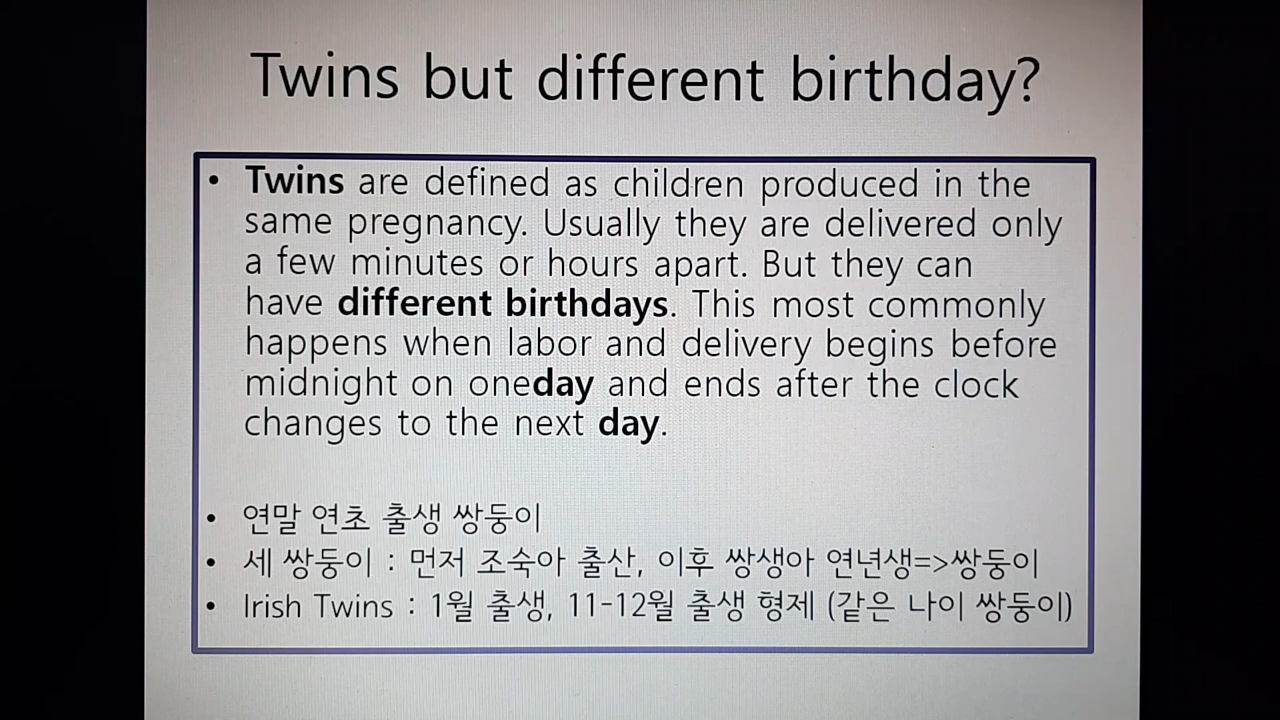 Twins but different birthday?
• Twins are defined as children produced in the
same pregnancy. Usually they are delivered only
a few minutes or hours apart. But they can
have different birthdays. This most commonly
happens when labor and delivery begins before
midnight on oneday and ends after the clock
changes to the next day.
• 연말 연초 출생 쌍둥이
• 세 쌍둥이 : 먼저 조숙아 출산, 이후 쌍생아 연년생=>쌍둥이
• Irish Twins : 1월 출생, 11-12월 출생 형제 (같은 나이 쌍둥이)